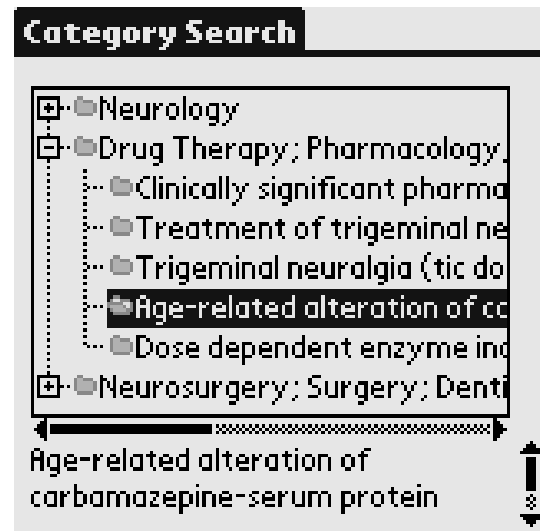 Category Search
Neurology
Drug Therapy; Pharmacology,
Clinically significant pharma
Treatment of trigeminal ne
Trigeminal neuralgia (tic do
Age-related alteration of cc
Dose dependent enzyme ind
Neurosurgery; Surgery; Denti
Age-related alteration of
carbamazepine-serum protein